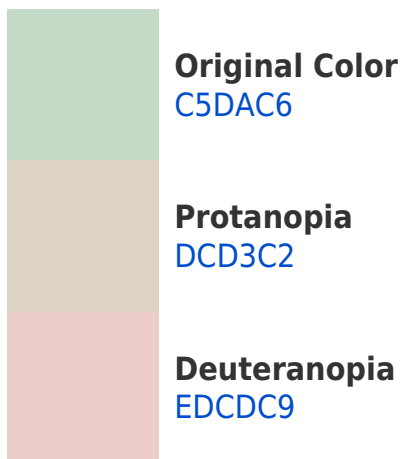 Original Color
C5DAC6
Protanopia
DCD3C2
Deuteranopia
EDCDC9